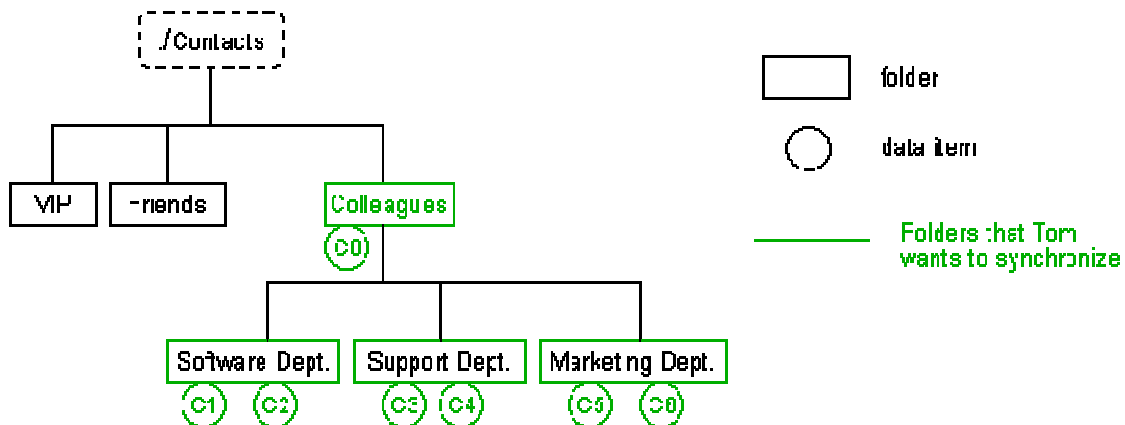 ./Contacts
folder
data item
VIP
Friends
Colleagues
C0
Folders that Tom
wants to synchronize
Software Dept.
Support Dept.
Marketing Dept.
C1
C2
C3
C4
C5
C6